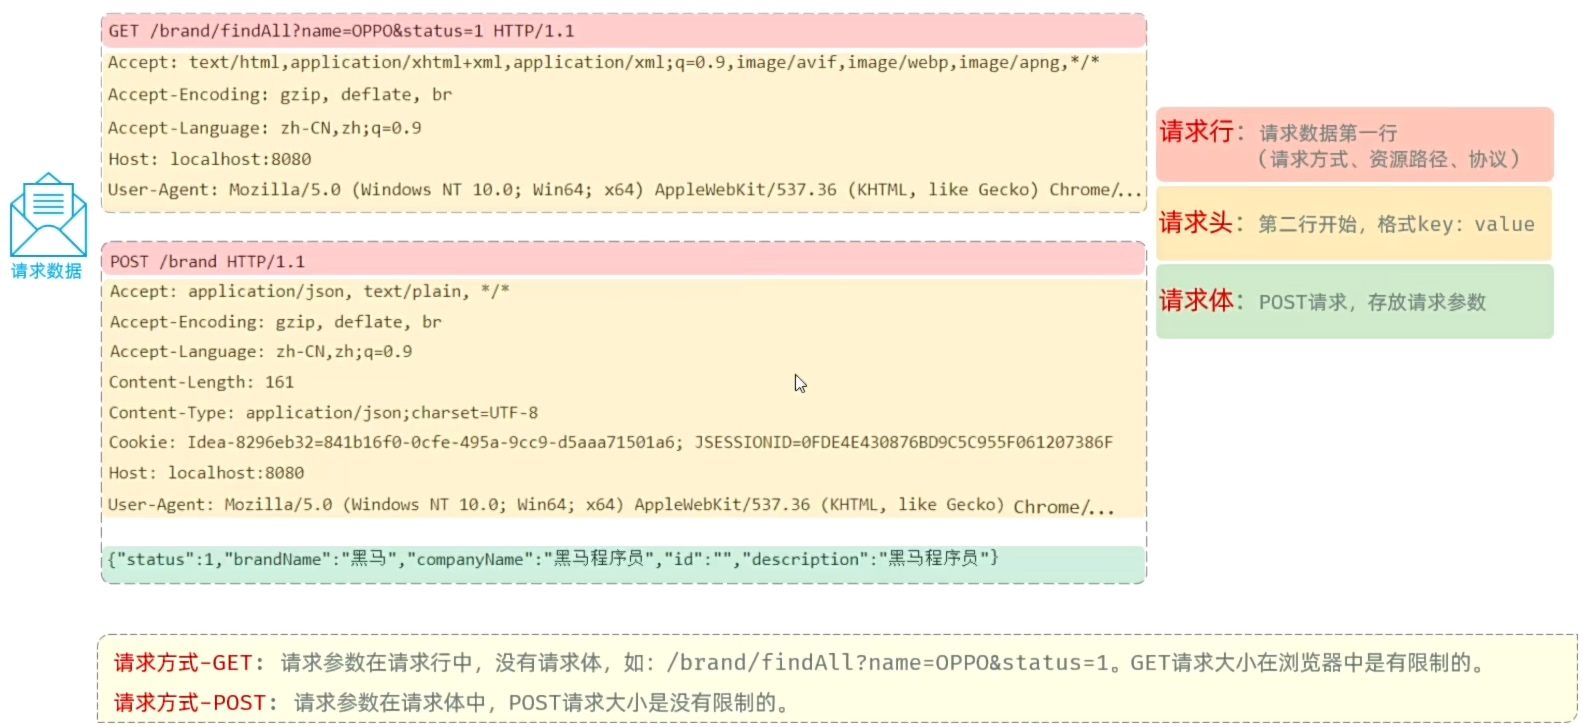 GET /brand/findAll?name=OPPO&status=1 HTTP/1.1
Accept: text/html,application/xhtml+xml,application/xml;q=0.9,image/avif,image/webp,image/apng,*/*
Accept-Encoding: gzip, deflate, br
Accept-Language: zh-CN,zh;q=0.9
Host: localhost:8080
User-Agent: Mozilla/5.0 (Windows NT 10.0; Win64; x64) AppleWebKit/537.36 (KHTML, like Gecko) Chrome/...
请求行：请求数据第一行
（请求方式、资源路径、协议）
请求头：第二行开始，格式key：value
请求体：POST请求，存放请求参数
请求数据
POST /brand HTTP/1.1
Accept: application/json, text/plain, */*
Accept-Encoding: gzip, deflate, br
Accept-Language: zh-CN,zh;q=0.9
Content-Length: 161
Content-Type: application/json;charset=UTF-8
Cookie: Idea-8296eb32=841b16f0-0cfe-495a-9cc9-d5aaa71501a6; JSESSIONID=0FDE4E430876BD9C5C955F061207386F
Host: localhost:8080
User-Agent: Mozilla/5.0 (Windows NT 10.0; Win64; x64) AppleWebKit/537.36 (KHTML, like Gecko) Chrome/...
{"status":1,"brandName":"黑马","companyName":"黑马程序员","id":"","description":"黑马程序员"}
请求方式-GET：请求参数在请求行中，没有请求体，如：/brand/findAll?name=OPPO&status=1。GET请求大小在浏览器中是有限制的。
请求方式-POST：请求参数在请求体中，POST请求大小是没有限制的。